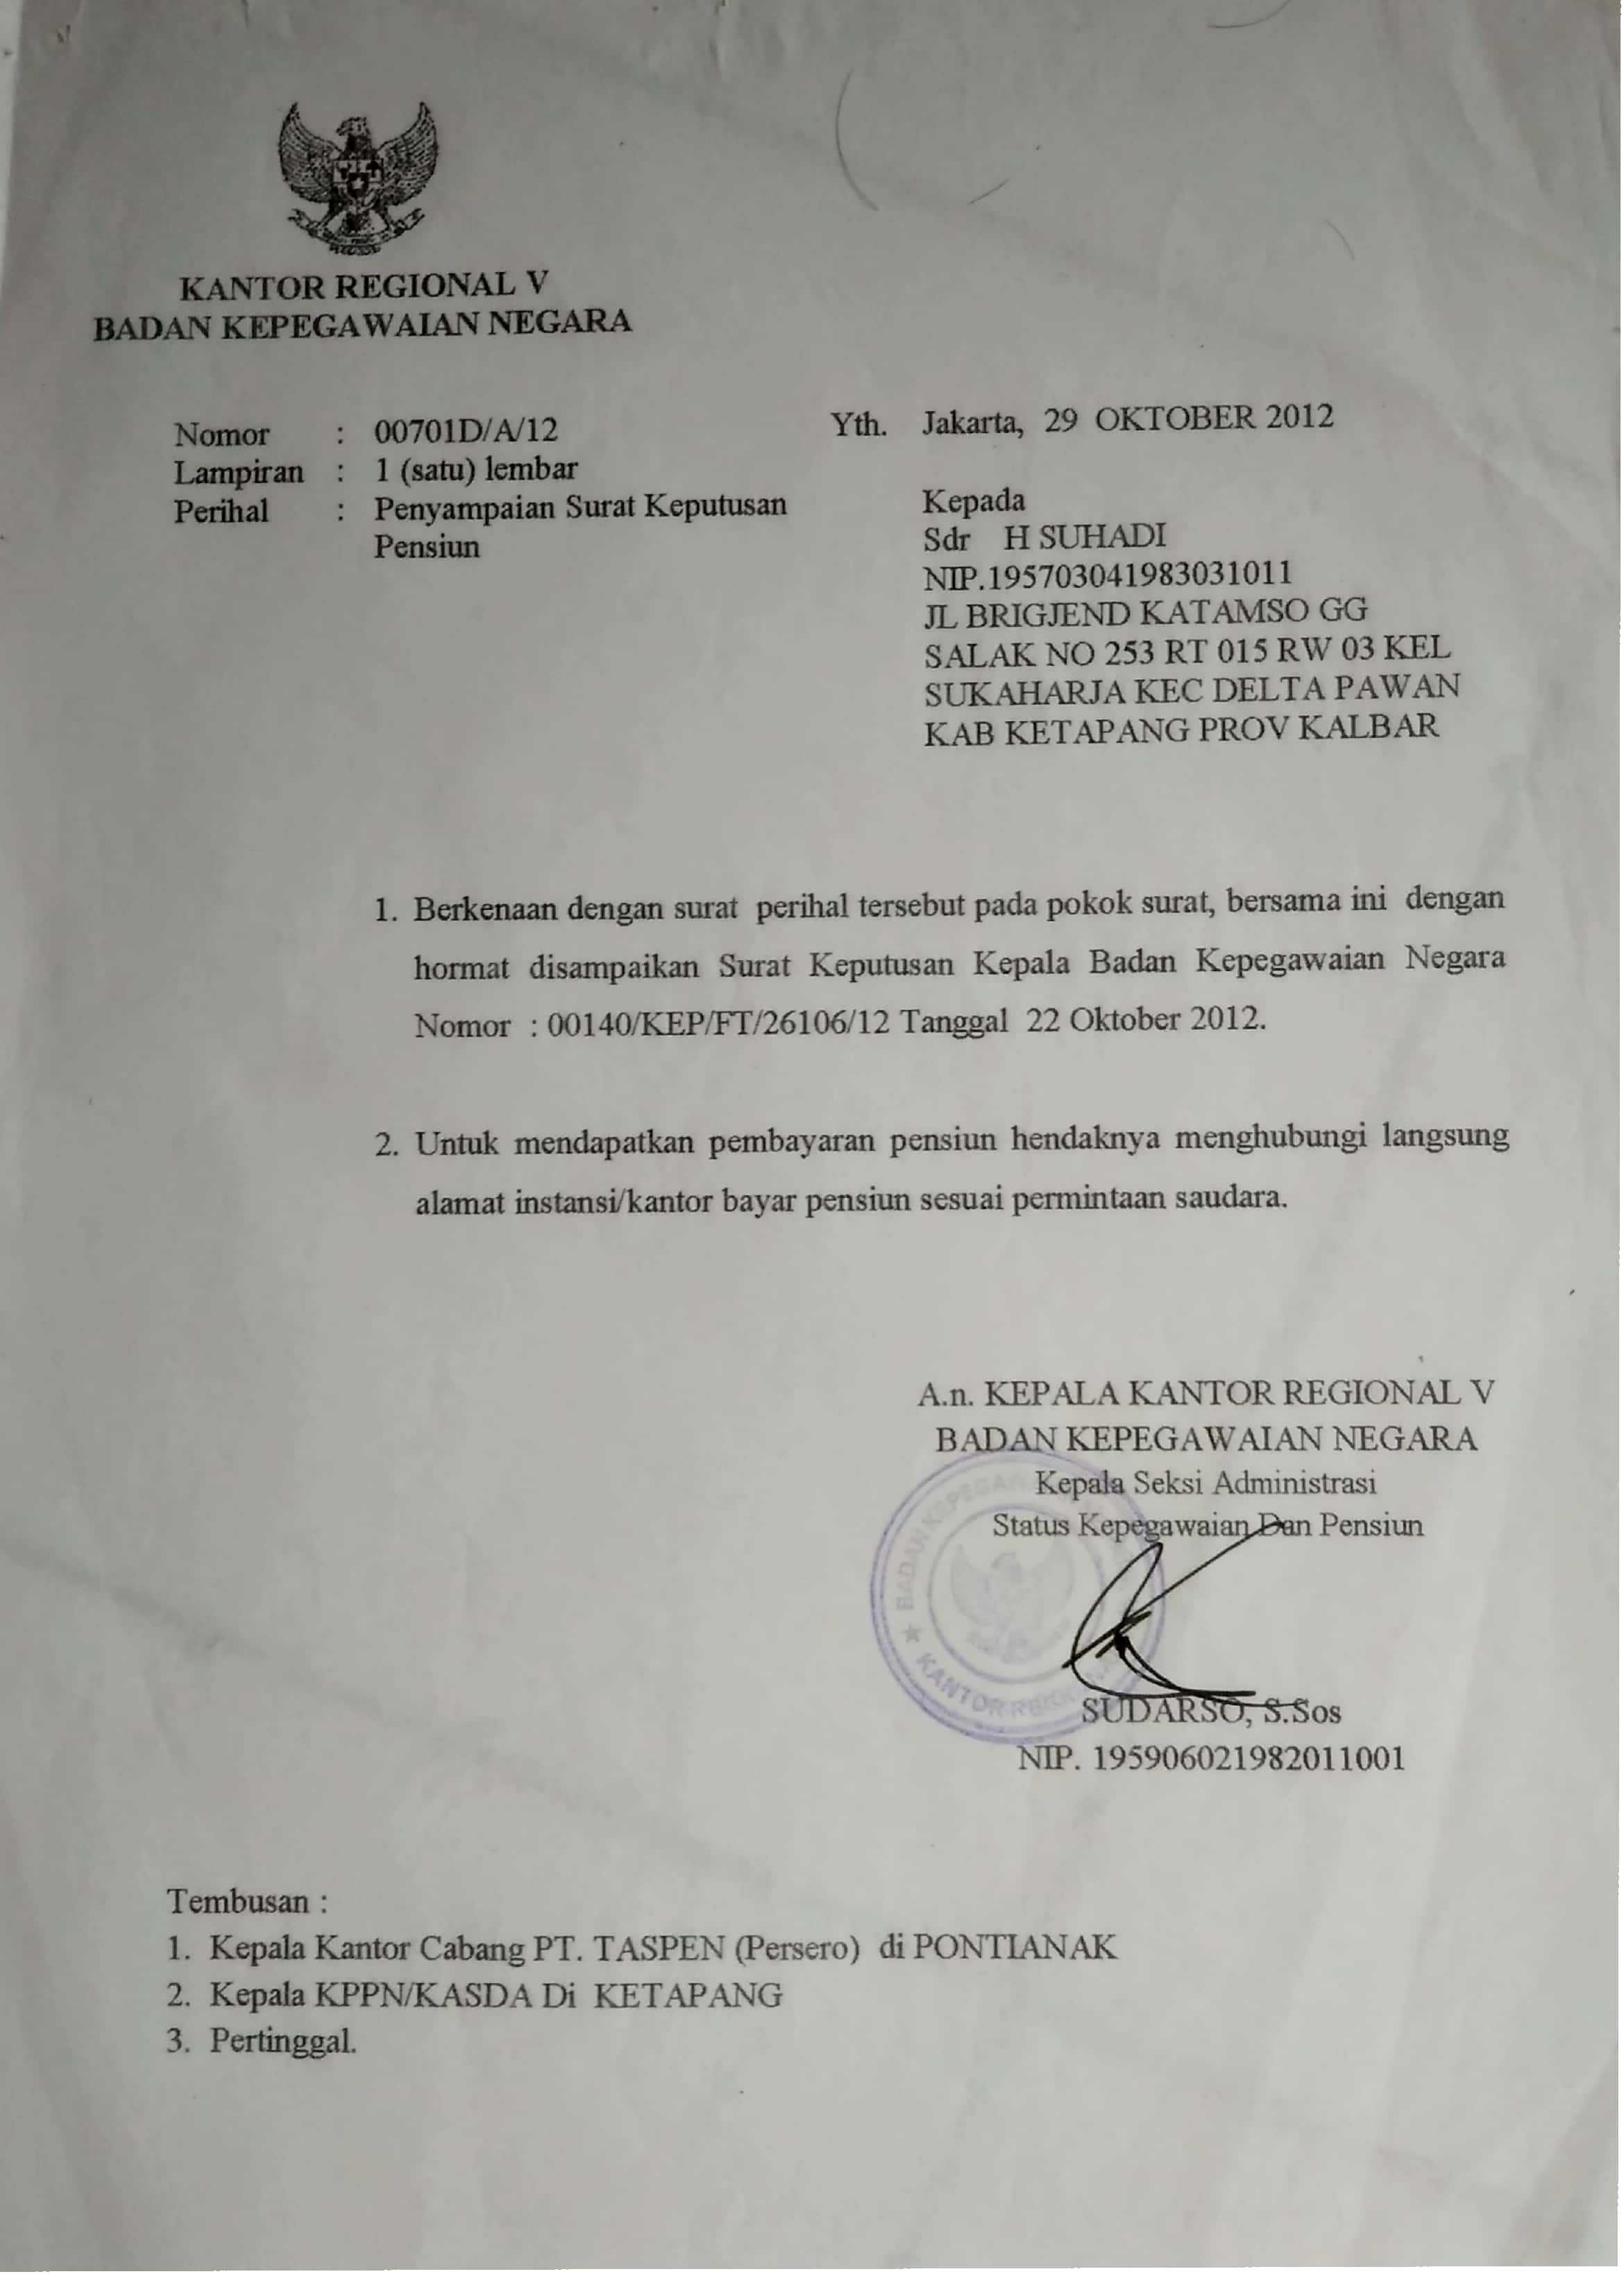 KANTOR REGIONAL V
BADAN KEPEGAWAIAN NEGARA
Nomor : 00701D/A/12
Lampiran : 1 (satu) lembar
Perihal : Penyampaian Surat Keputusan
Pensiun
Yth. Jakarta, 29 OKTOBER 2012
Kepada
Sdr H SUHADI
NIP.195703041983031011
JL BRIGJEND KATAMSO GG
SALAK NO 253 RT 015 RW 03 KEL
SUKAHARJA KEC DELTA PAWAN
KAB KETAPANG PROV KALBAR
1. Berkenaan dengan surat perihal tersebut pada pokok surat, bersama ini dengan
hormat disampaikan Surat Keputusan Kepala Badan Kepegawaian Negara
Nomor : 00140/KEP/FT/26106/12 Tanggal 22 Oktober 2012.
2. Untuk mendapatkan pembayaran pensiun hendaknya menghubungi langsung
alamat instansi/kantor bayar pensiun sesuai permintaan saudara.
A.n. KEPALA KANTOR REGIONAL V
BADAN KEPEGAWAIAN NEGARA
Kepala Seksi Administrasi
Status Kepegawaian Dan Pensiun
BADAN
KANTOR
SUDARSO, S.Sos
NIP. 195906021982011001
Tembusan :
1. Kepala Kantor Cabang PT. TASPEN (Persero) di PONTIANAK
2. Kepala KPPN/KASDA Di KETAPANG
3. Pertinggal.